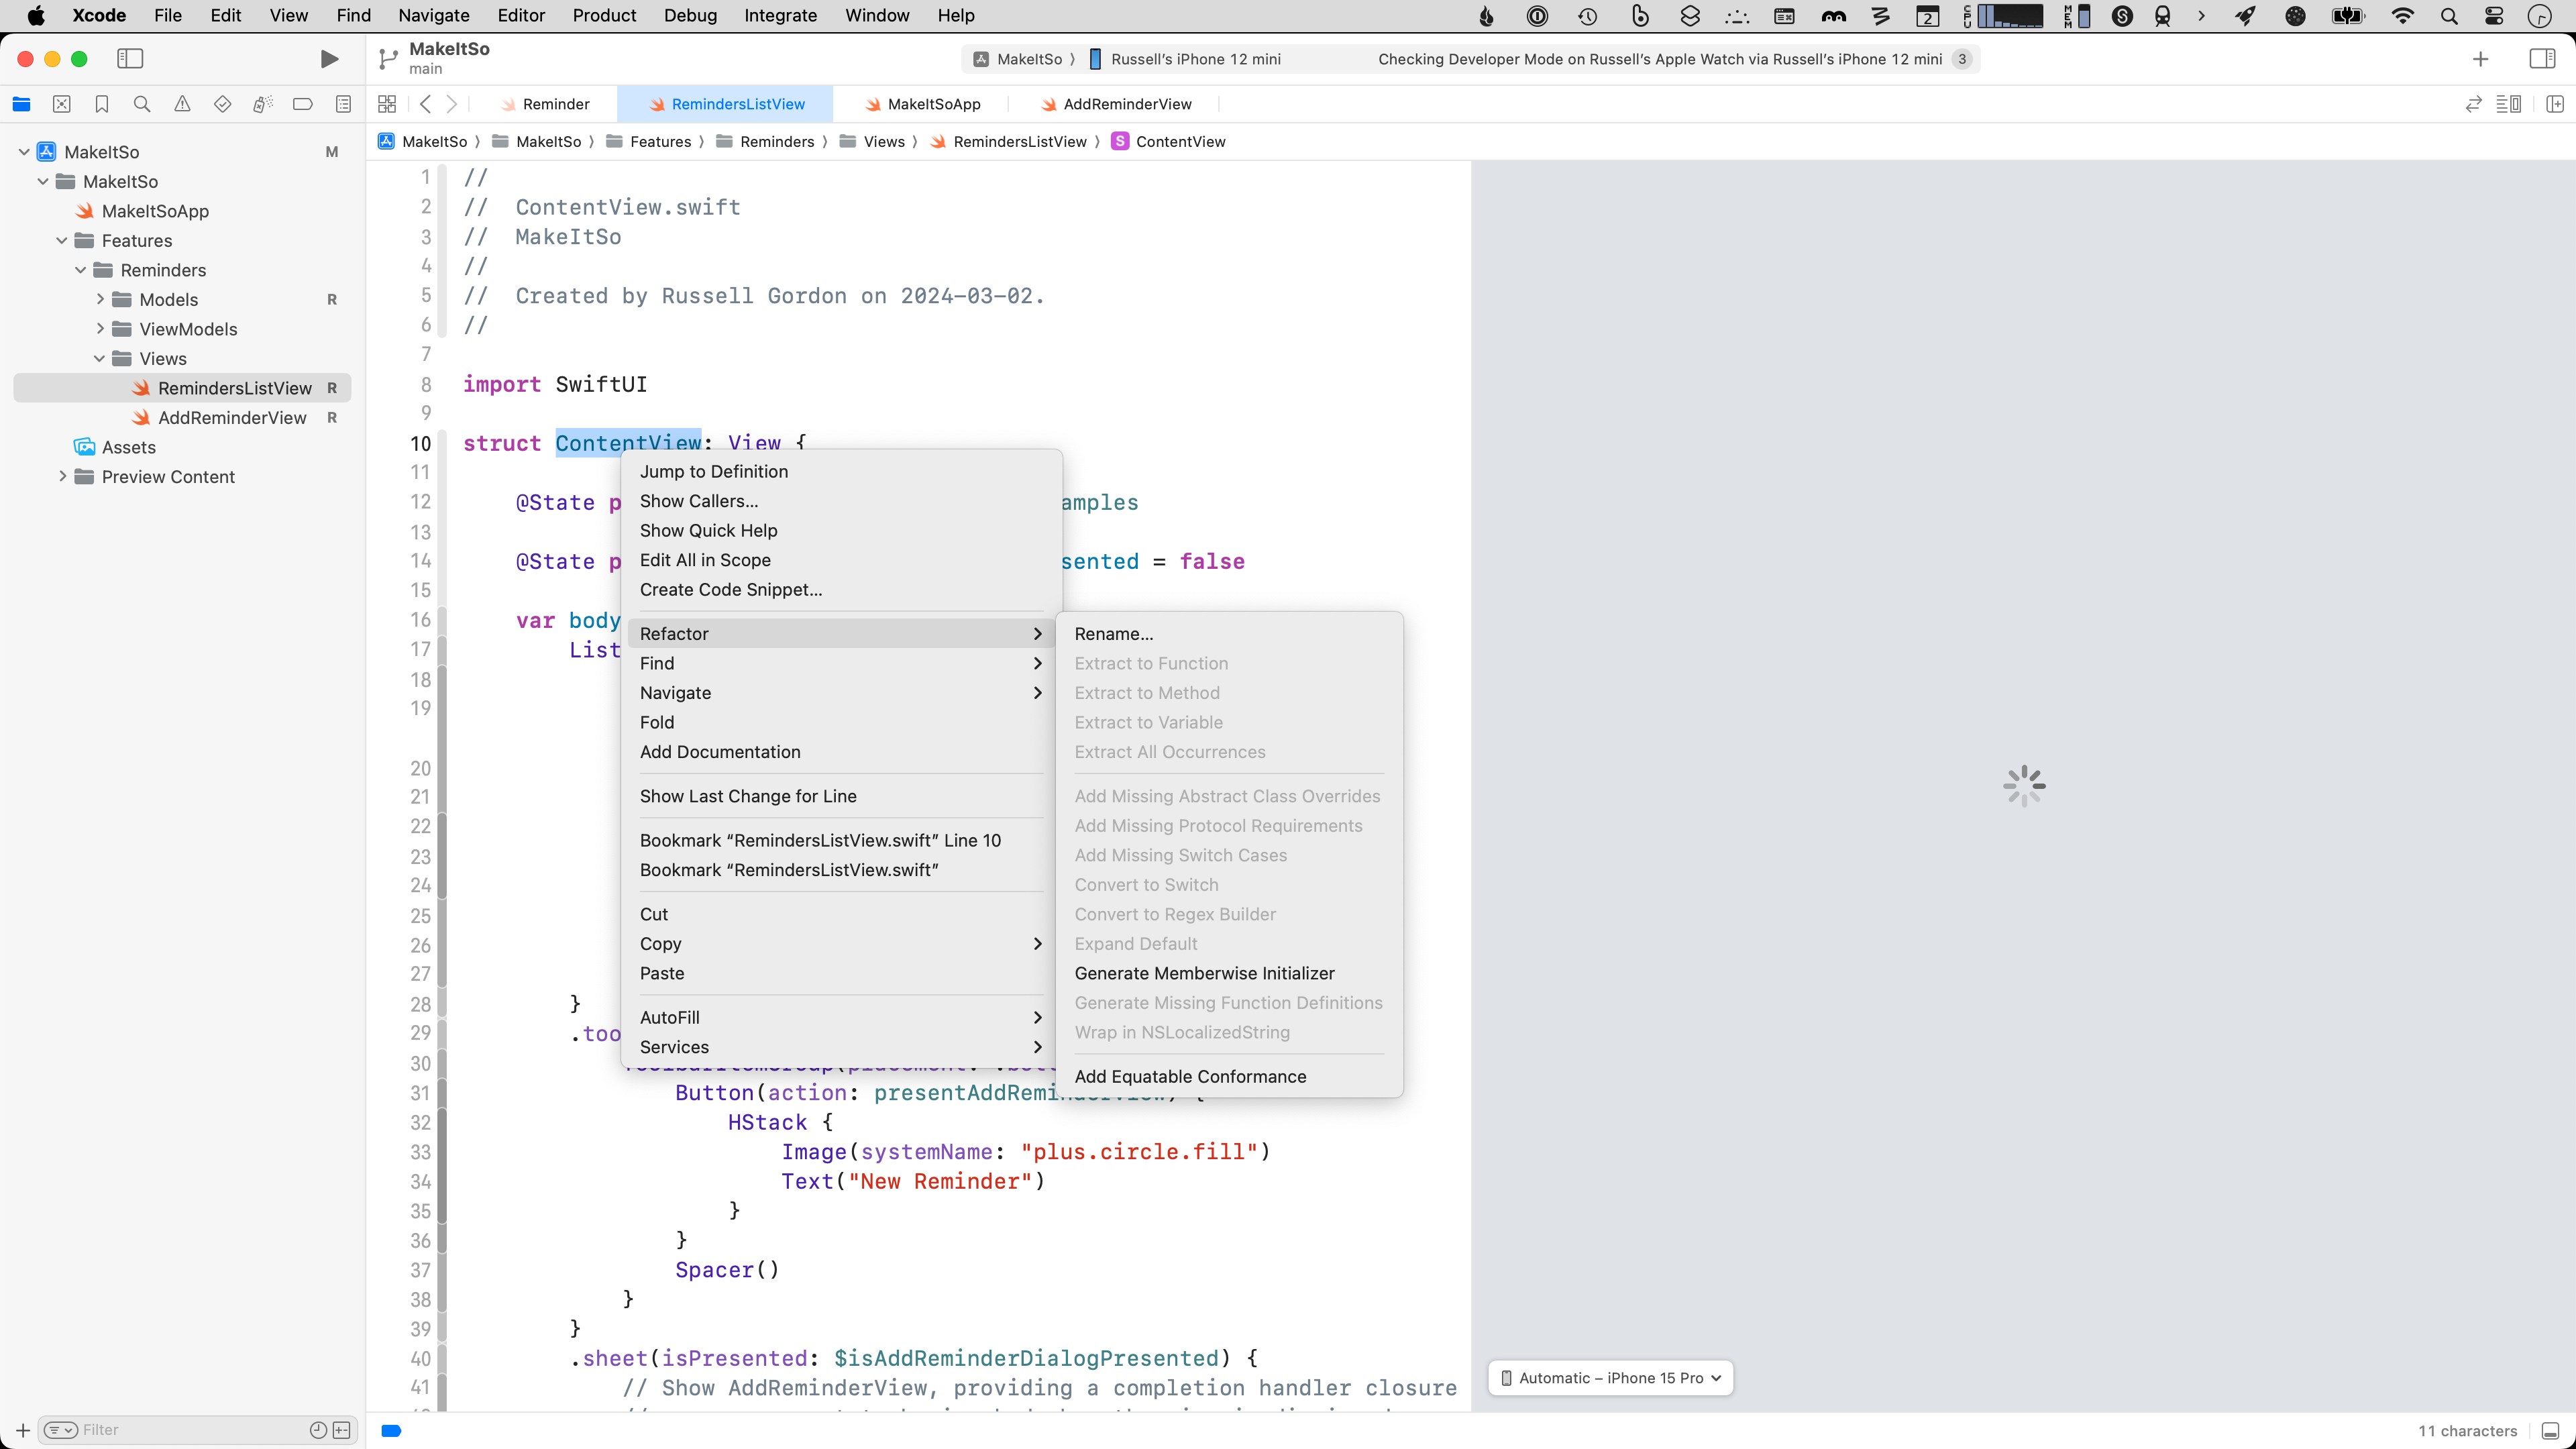 Xcode File Edit View Find Navigate Editor Product Debug Integrate Window Help
2 CPU MEM
MakeItSo
main
MakeItSo 〉 Russell's iPhone 12 mini
Checking Developer Mode on Russell's Apple Watch via Russell's iPhone 12 mini 3
Reminder RemindersListView MakeItSoApp AddReminderView
MakeItSo 〉 MakeItSo 〉 Features 〉 Reminders 〉 Views 〉 RemindersListView 〉 S ContentView
MakeItSo M
MakeItSo
MakeItSoApp
Features
Reminders
Models R
ViewModels
Views
RemindersListView R
AddReminderView R
Assets
Preview Content
Filter
1 //
2 //  ContentView.swift
3 //  MakeItSo
4 //
5 //  Created by Russell Gordon on 2024-03-02.
6 //
7
8 import SwiftUI
9
10 struct ContentView: View {
11
12 @State p amples
13
14 @State p sented = false
15
16 var body
17 List
18
19
20
21
22
23
24
25
26
27
28 }
29 .too
30
31 Button(action: presentAddReminderView) {
32 HStack {
33 Image(systemName: "plus.circle.fill")
34 Text("New Reminder")
35 }
36 }
37 Spacer()
38 }
39 }
40 .sheet(isPresented: $isAddReminderDialogPresented) {
41 // Show AddReminderView, providing a completion handler closure
Jump to Definition
Show Callers...
Show Quick Help
Edit All in Scope
Create Code Snippet...
Refactor
Find
Navigate
Fold
Add Documentation
Show Last Change for Line
Bookmark “RemindersListView.swift” Line 10
Bookmark “RemindersListView.swift”
Cut
Copy
Paste
AutoFill
Services
Rename...
Extract to Function
Extract to Method
Extract to Variable
Extract All Occurrences
Add Missing Abstract Class Overrides
Add Missing Protocol Requirements
Add Missing Switch Cases
Convert to Switch
Convert to Regex Builder
Expand Default
Generate Memberwise Initializer
Generate Missing Function Definitions
Wrap in NSLocalizedString
Add Equatable Conformance
Automatic – iPhone 15 Pro
11 characters